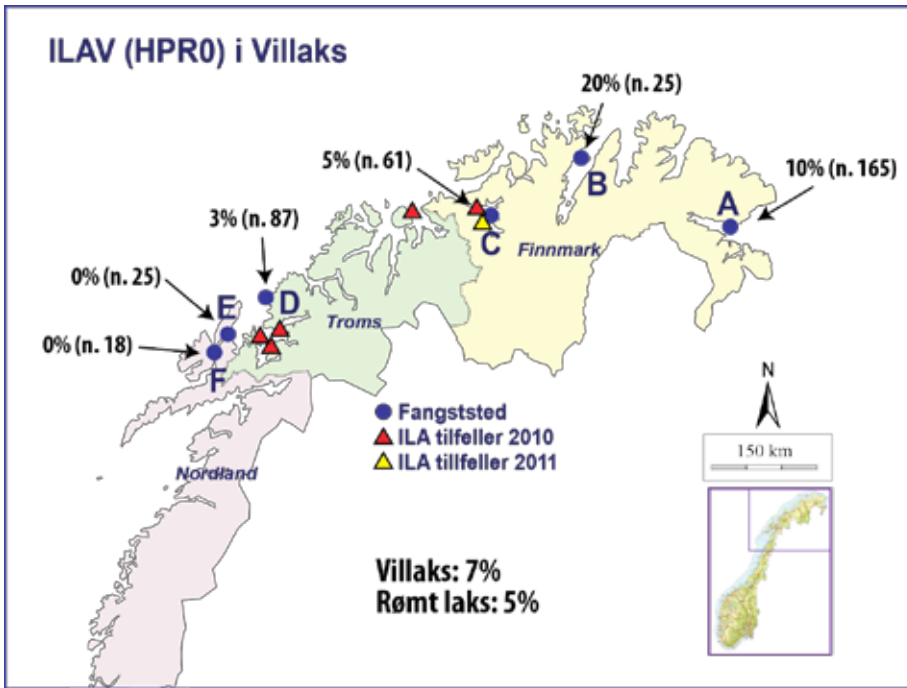 ILAV (HPR0) i Villaks
20% (n. 25)
5% (n. 61)
10% (n. 165)
B
A
3% (n. 87)
C
Finnmark
0% (n. 25)
E
D
Troms
0% (n. 18)
F
N
Fangststed
ILA tilfeller 2010
ILA tillfeller 2011
150 km
Nordland
Villaks: 7%
Rømt laks: 5%